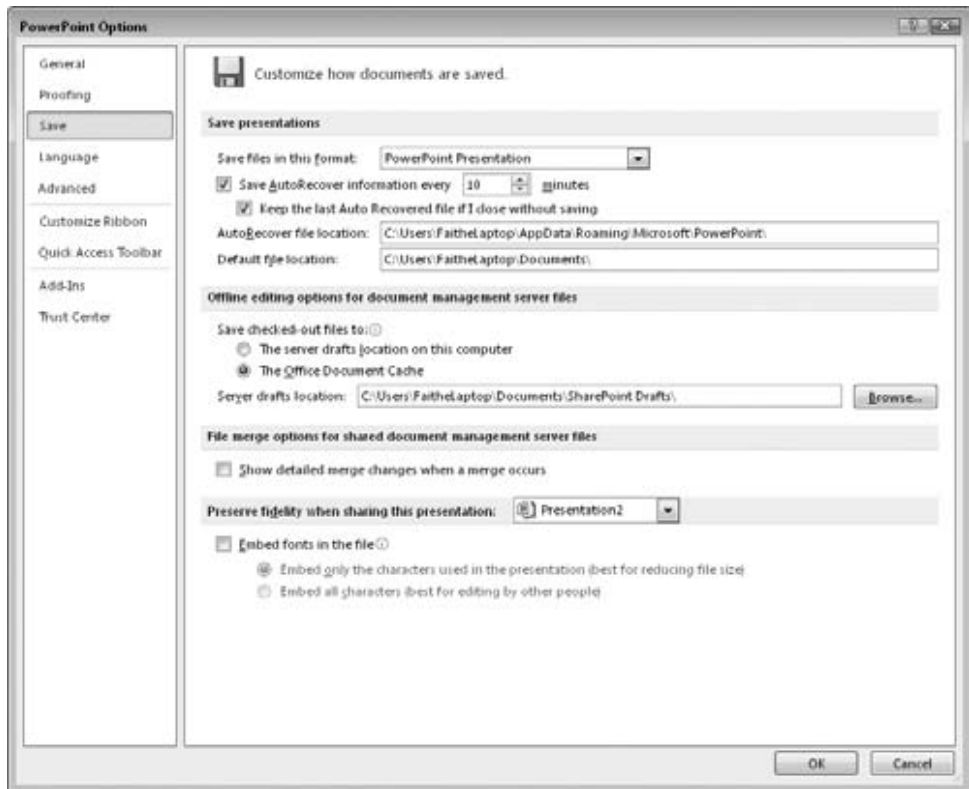 PowerPoint Options
General
Proofing
Save
Language
Advanced
Customize Ribbon
Quick Access Toolbar
Add-Ins
Trust Center
Customize how documents are saved.
Save presentations
Save files in this format: PowerPoint Presentation
Save AutoRecover information every 10 minutes
Keep the last Auto Recovered file if I close without saving
AutoRecover file location: C:\Users\FaitheLaptop\AppData\Roaming\Microsoft\PowerPoint\
Default file location: C:\Users\FaitheLaptop\Documents\
Offline editing options for document management server files
Save checked-out files to:
The server drafts location on this computer
The Office Document Cache
Server drafts location: C:\Users\FaitheLaptop\Documents\SharePoint Drafts\ Browse...
File merge options for shared document management server files
Show detailed merge changes when a merge occurs
Preserve fidelity when sharing this presentation: Presentation2
Embed fonts in the file
Embed only the characters used in the presentation (best for reducing file size)
Embed all characters (best for editing by other people)
OK Cancel